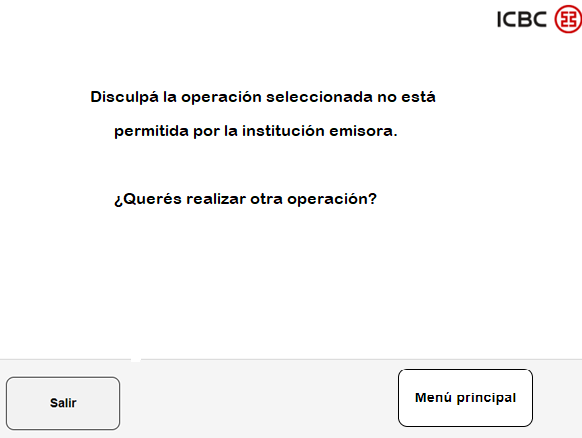 ICBC
Disculpá la operación seleccionada no está
permitida por la institución emisora.
¿Querés realizar otra operación?
Salir
Menú principal